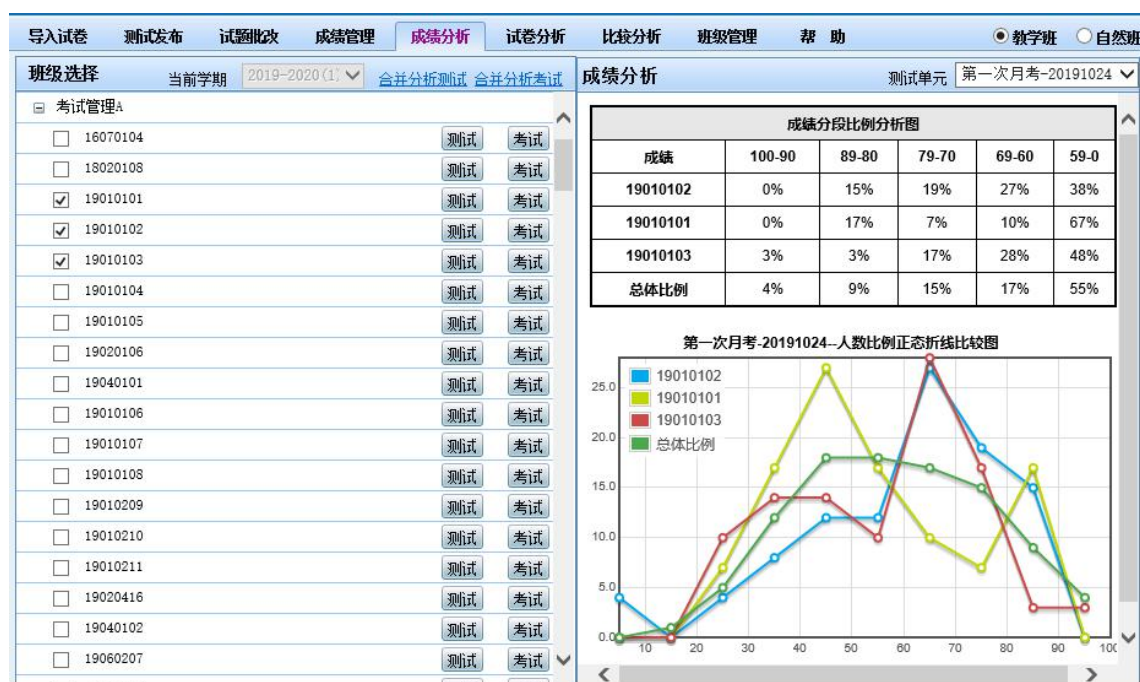 导入试卷 测试发布 试题批改 成绩管理 成绩分析 试卷分析 比较分析 班级管理 帮 助 教学班 自然班
班级选择 当前学期 2019-2020(1) 合并分析测试 合并分析考试
考试管理A
16070104 测试 考试
18020108 测试 考试
19010101 测试 考试
19010102 测试 考试
19010103 测试 考试
19010104 测试 考试
19010105 测试 考试
19020106 测试 考试
19040101 测试 考试
19010106 测试 考试
19010107 测试 考试
19010108 测试 考试
19010209 测试 考试
19010210 测试 考试
19010211 测试 考试
19020416 测试 考试
19040102 测试 考试
19060207 测试 考试
成绩分析 测试单元 第一次月考-20191024
成绩分段比例分析图
成绩 100-90 89-80 79-70 69-60 59-0
19010102 0% 15% 19% 27% 38%
19010101 0% 17% 7% 10% 67%
19010103 3% 3% 17% 28% 48%
总体比例 4% 9% 15% 17% 55%
第一次月考-20191024--人数比例正态折线比较图
19010102
19010101
19010103
总体比例
25.0
20.0
15.0
10.0
5.0
0.0
10 20 30 40 50 60 70 80 90 100